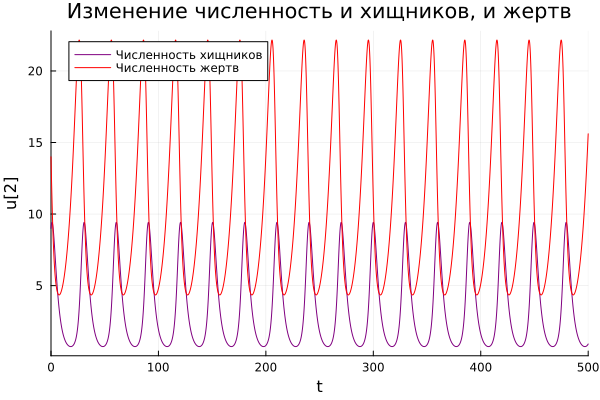 Изменение численность и хищников, и жертв
Численность хищников
Численность жертв
u[2]
20
15
10
5
0
100
200
300
400
500
t